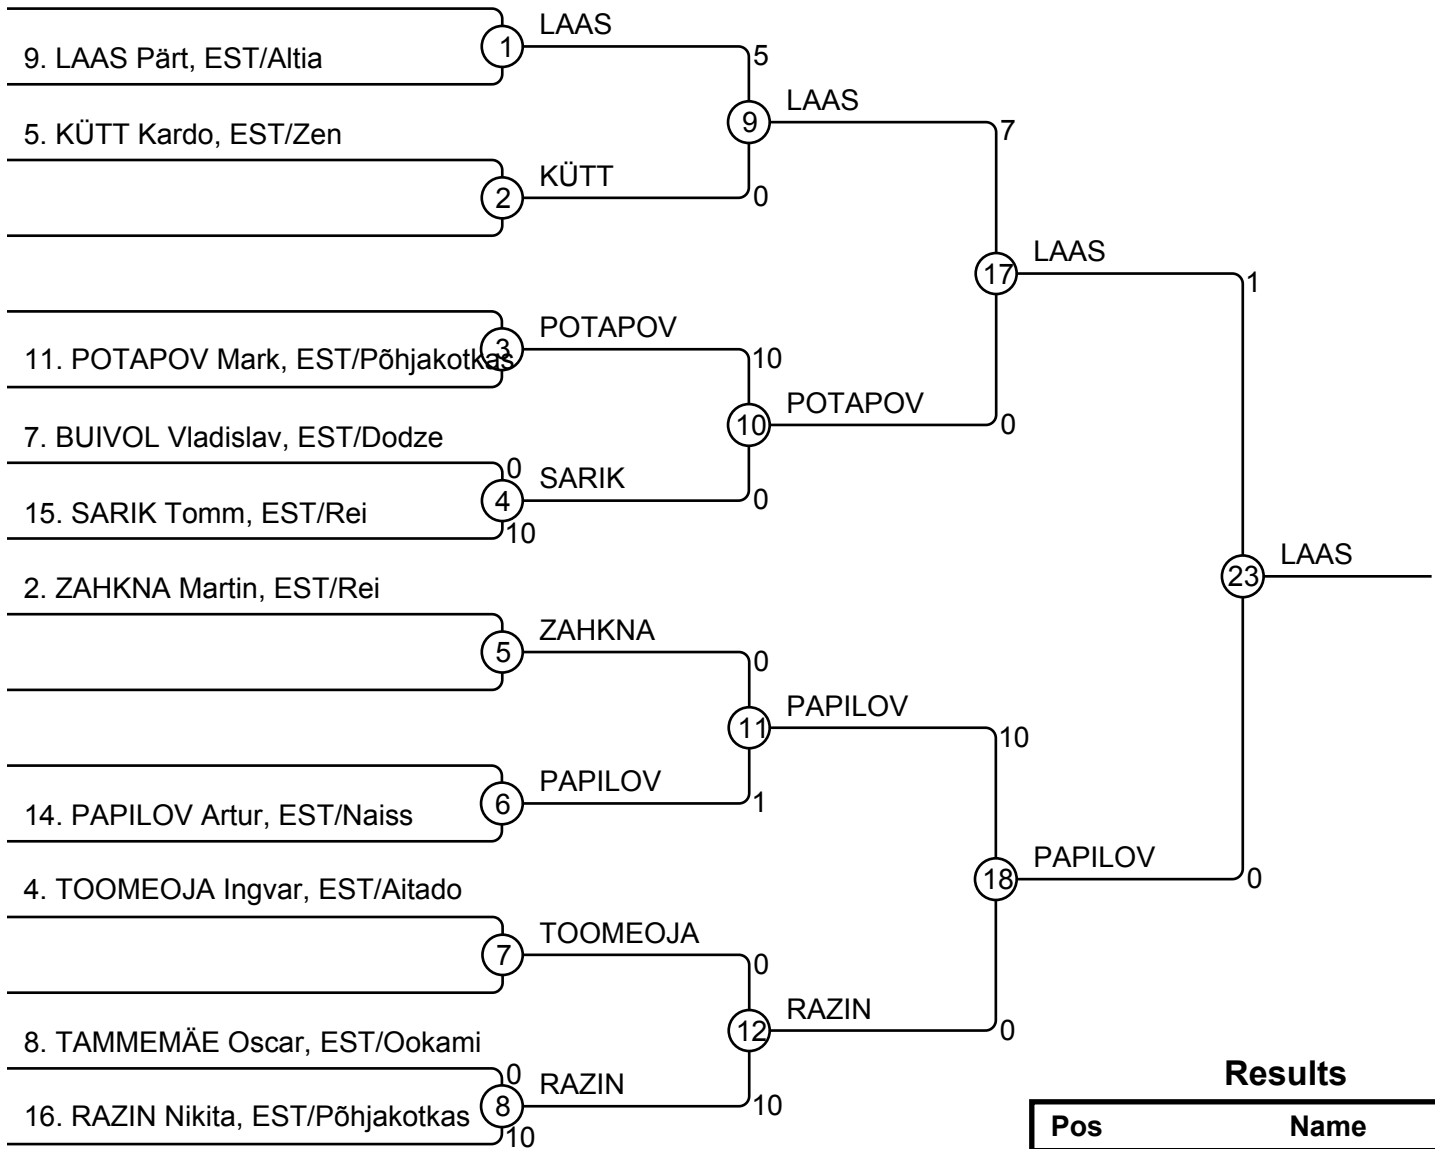 LAAS
1
5
9. LAAS Pärt, EST/Altia
LAAS
9
7
5. KÜTT Kardo, EST/Zen
KÜTT
2
0
LAAS
17
1
POTAPOV
3
10
11. POTAPOV Mark, EST/Põhjakotkas
POTAPOV
10
0
7. BUIVOL Vladislav, EST/Dodze
0
SARIK
4
0
15. SARIK Tomm, EST/Rei
10
LAAS
23
2. ZAHKNA Martin, EST/Rei
ZAHKNA
5
0
PAPILOV
11
10
PAPILOV
6
1
14. PAPILOV Artur, EST/Naiss
PAPILOV
18
0
4. TOOMEOJA Ingvar, EST/Aitado
TOOMEOJA
7
0
RAZIN
12
0
8. TAMMEMÄE Oscar, EST/Ookami
0
RAZIN
8
10
16. RAZIN Nikita, EST/Põhjakotkas
10
Results
Pos Name